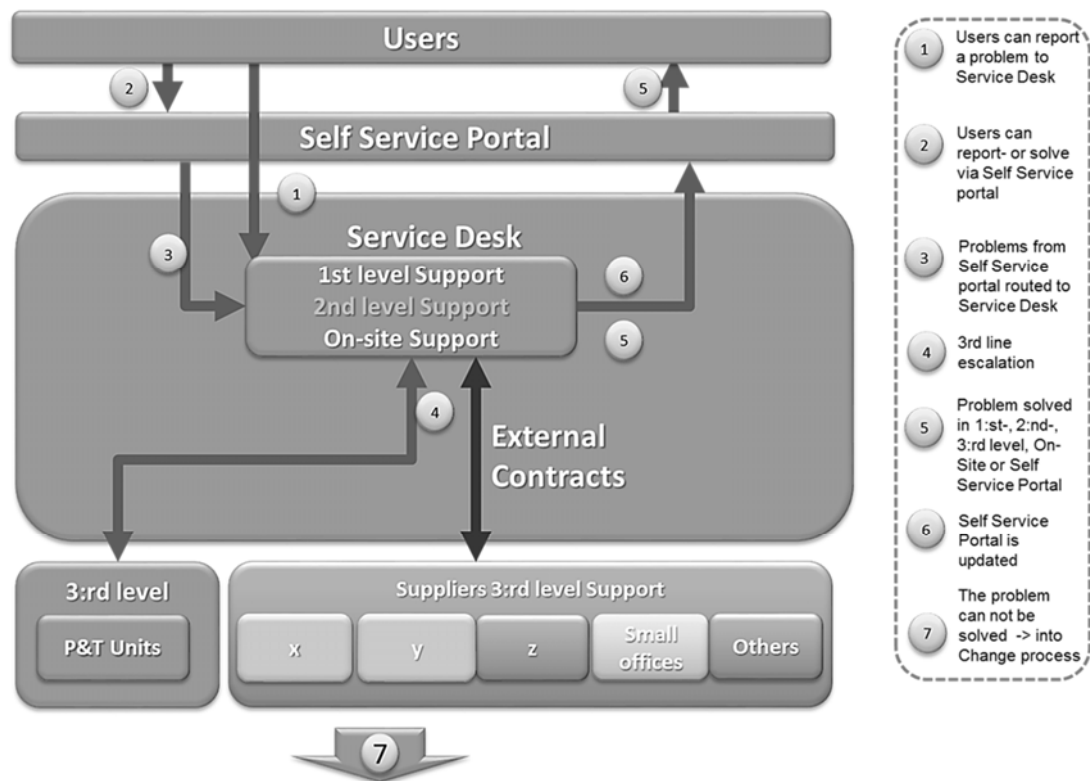 Users
2
5
Self Service Portal
1
Service Desk
3
1st level Support
2nd level Support
On-site Support
6
5
4
External
Contracts
3:rd level
P&T Units
Suppliers 3:rd level Support
x
y
z
Small
offices
Others
7
1
Users can report
a problem to
Service Desk
2
Users can
report- or solve
via Self Service
portal
3
Problems from
Self Service
portal routed to
Service Desk
4
3rd line
escalation
5
Problem solved
in 1:st-, 2:nd-,
3:rd level, On-
Site or Self
Service Portal
6
Self Service
Portal is
updated
7
The problem
can not be
solved -> into
Change process